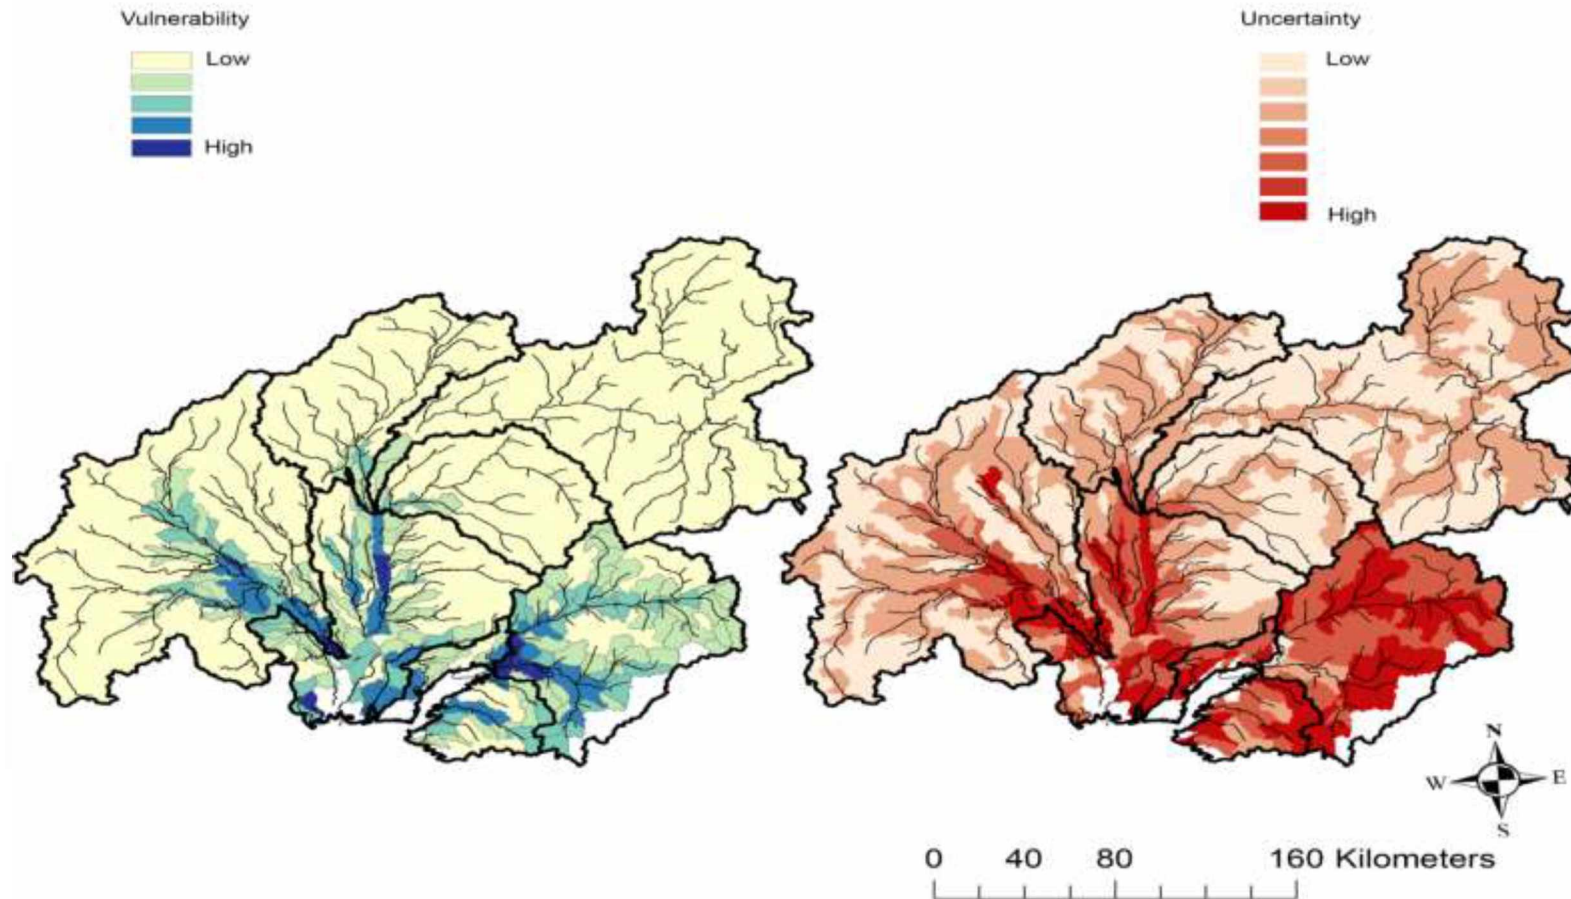 Vulnerability
Low
High
Uncertainty
Low
High
N
W E
S
0 40 80 160 Kilometers